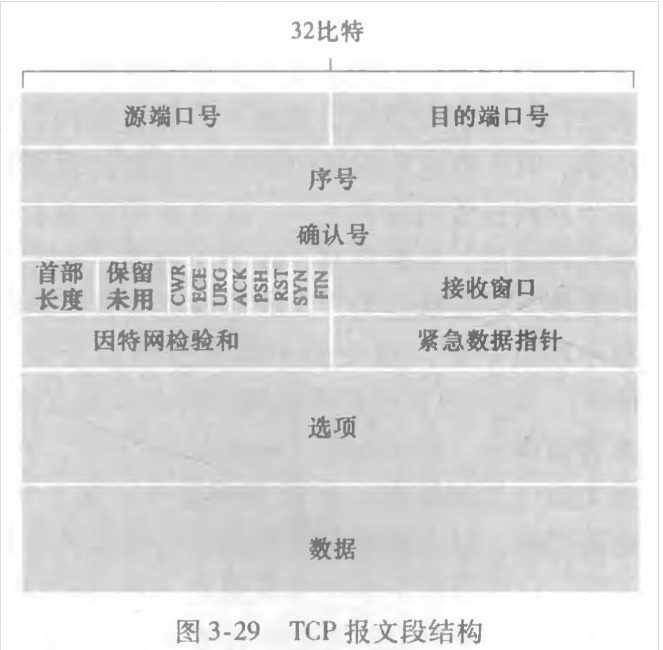 32比特
源端口号 目的端口号
序号
确认号
首部长度 保留未用 CWR ECE URG ACK PSH RST SYN FIN 接收窗口
因特网检验和 紧急数据指针
选项
数据
图 3-29 TCP 报文段结构